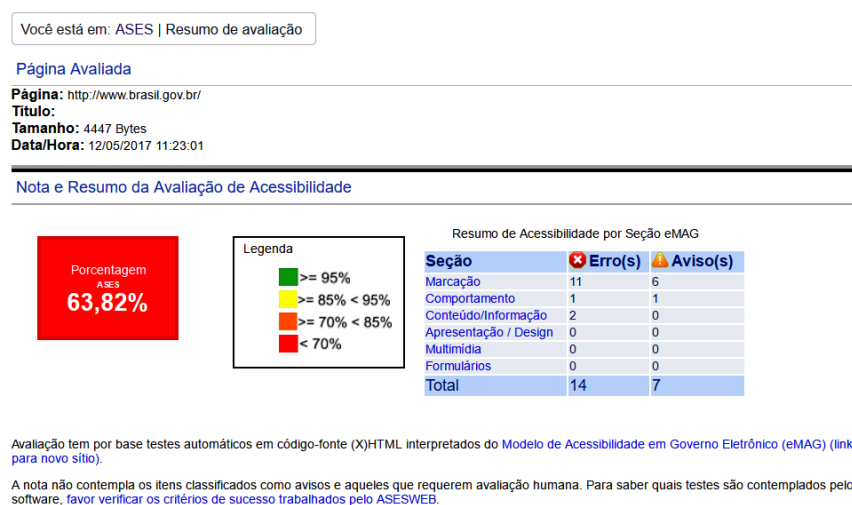 Você está em: ASES | Resumo de avaliação
Página Avaliada
Página: http://www.brasil.gov.br/
Título:
Tamanho: 4447 Bytes
Data/Hora: 12/05/2017 11:23:01
Nota e Resumo da Avaliação de Acessibilidade
Porcentagem
ASES
63,82%
Legenda
>= 95%
>= 85% < 95%
>= 70% < 85%
< 70%
Resumo de Acessibilidade por Seção eMAG
Seção Erro(s) Aviso(s)
Marcação 11 6
Comportamento 1 1
Conteúdo/Informação 2 0
Apresentação / Design 0 0
Multimídia 0 0
Formulários 0 0
Total 14 7
Avaliação tem por base testes automáticos em código-fonte (X)HTML interpretados do Modelo de Acessibilidade em Governo Eletrônico (eMAG) (link
para novo sítio).
A nota não contempla os itens classificados como avisos e aqueles que requerem avaliação humana. Para saber quais testes são contemplados pelo
software, favor verificar os critérios de sucesso trabalhados pelo ASESWEB.